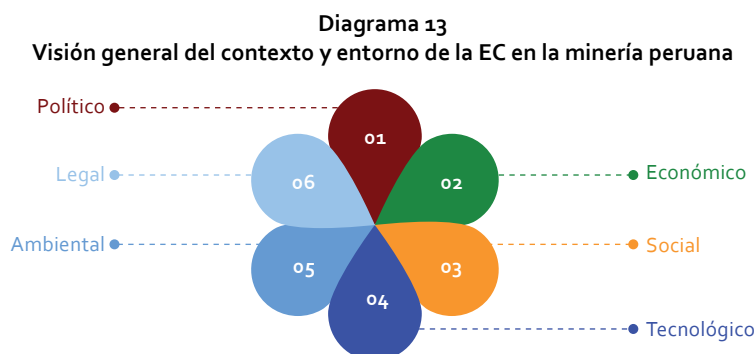 Diagrama 13
Visión general del contexto y entorno de la EC en la minería peruana
Político
01
Legal
06
02
Económico
Ambiental
05
03
Social
04
Tecnológico